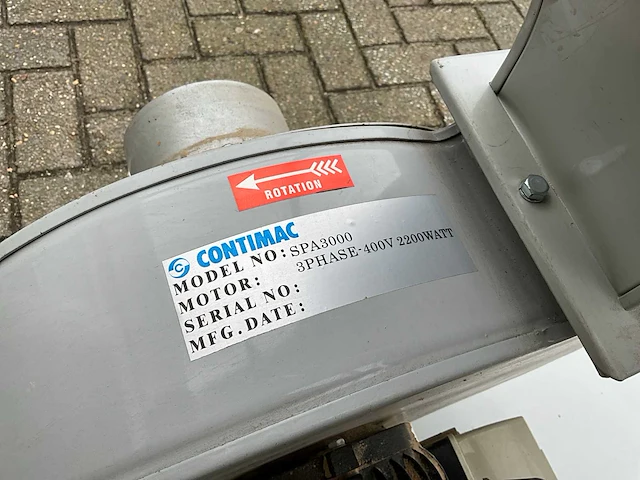 ROTATION
CONTIMAC
MODEL NO: SPA3000
MOTOR: 3PHASE-400V 2200WATT
SERIAL NO:
MFG. DATE: